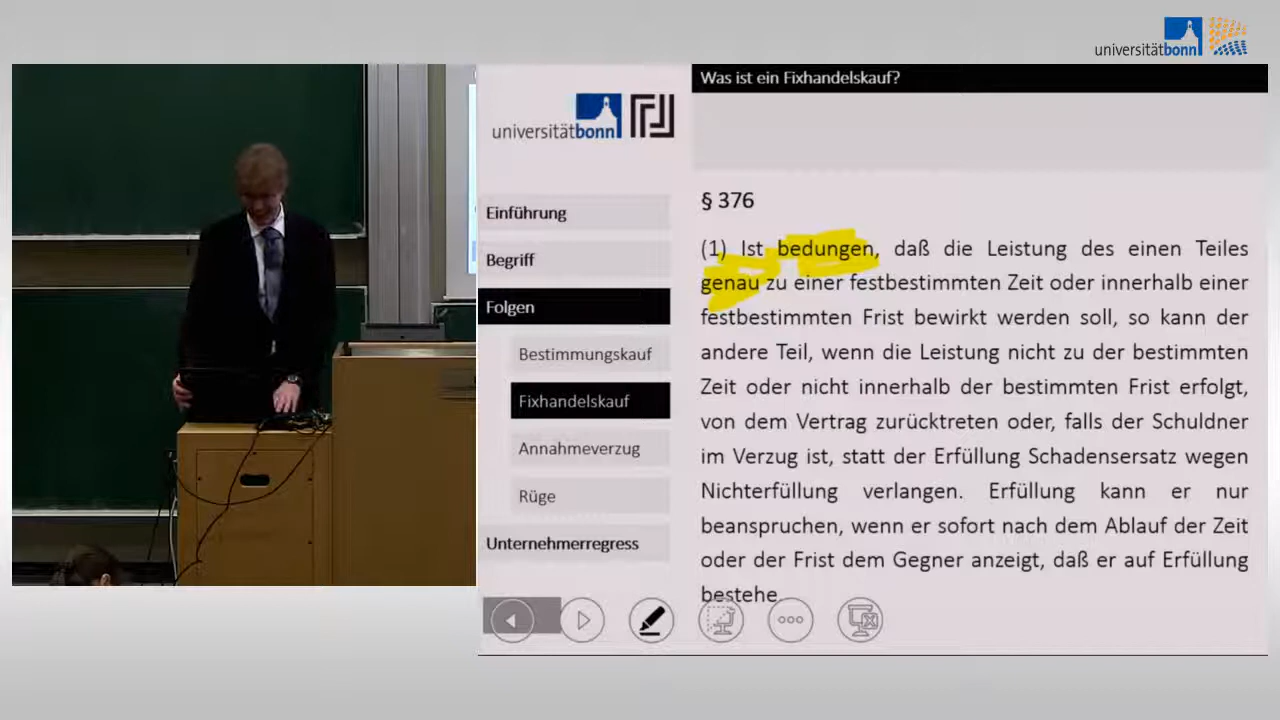 universitätbonn
Was ist ein Fixhandelskauf?
universitätbonn
Einführung
Begriff
Folgen
Bestimmungskauf
Fixhandelskauf
Annahmeverzug
Rüge
Unternehmerregress
§ 376
(1) Ist bedungen, daß die Leistung des einen Teiles
genau zu einer festbestimmten Zeit oder innerhalb einer
festbestimmten Frist bewirkt werden soll, so kann der
andere Teil, wenn die Leistung nicht zu der bestimmten
Zeit oder nicht innerhalb der bestimmten Frist erfolgt,
von dem Vertrag zurücktreten oder, falls der Schuldner
im Verzug ist, statt der Erfüllung Schadensersatz wegen
Nichterfüllung verlangen. Erfüllung kann er nur
beanspruchen, wenn er sofort nach dem Ablauf der Zeit
oder der Frist dem Gegner anzeigt, daß er auf Erfüllung
bestehe.